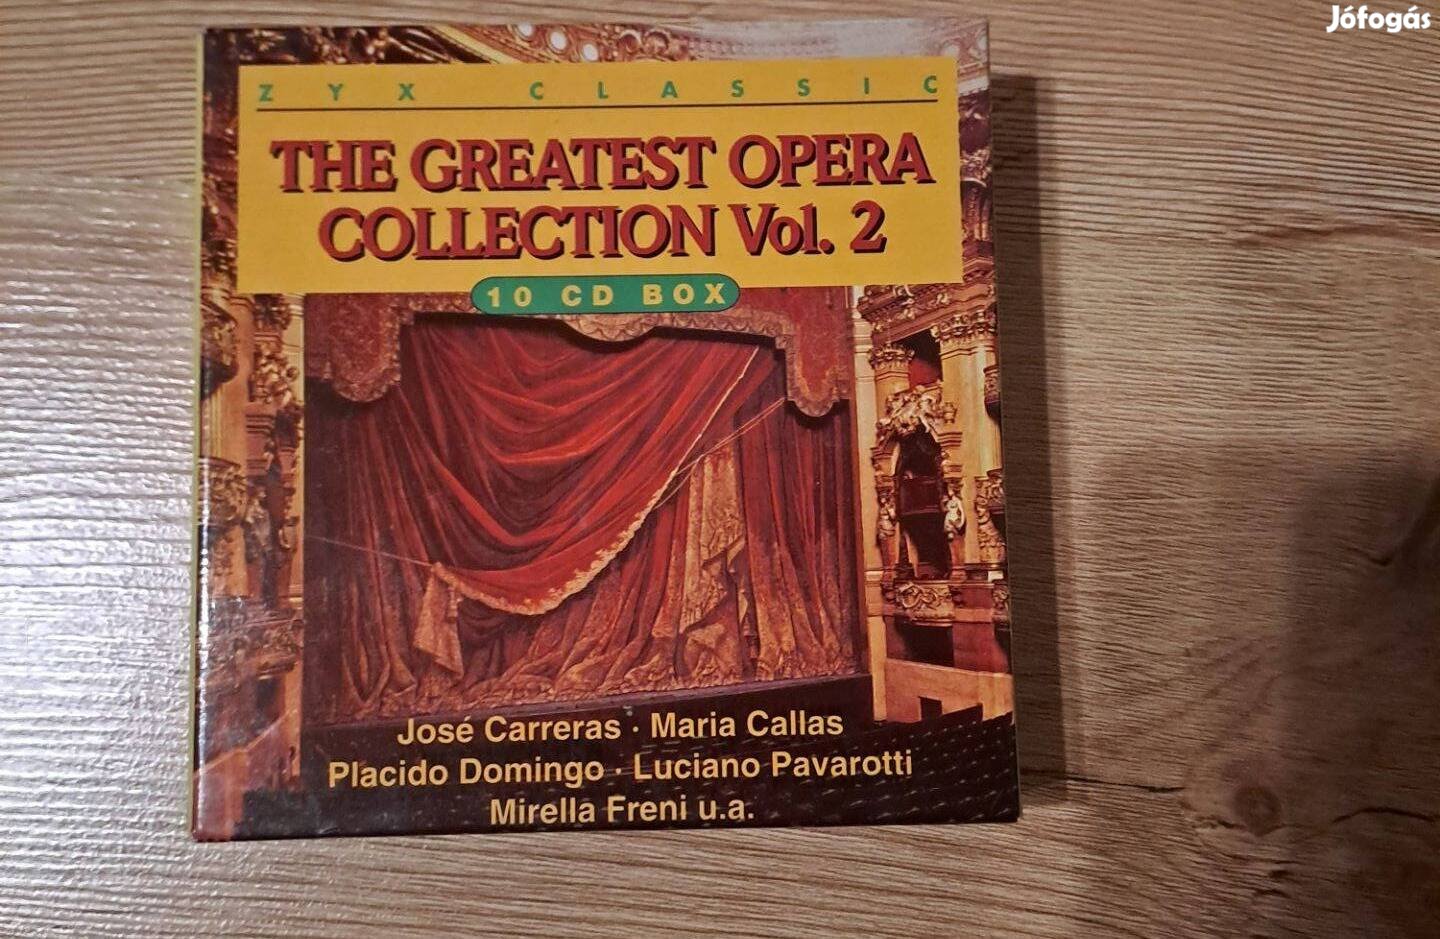 Jófogás
ZYX CLASSIC
THE GREATEST OPERA
COLLECTION Vol. 2
10 CD BOX
José Carreras · Maria Callas
Placido Domingo · Luciano Pavarotti
Mirella Freni u.a.